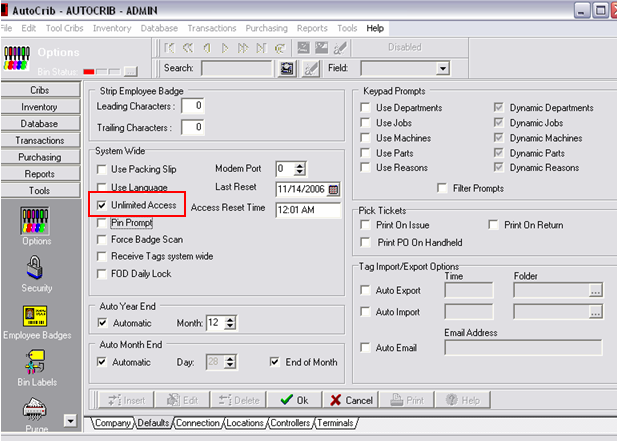 AutoCrib - AUTOCRIB - ADMIN
File Edit Tool Cribs Inventory Database Transactions Purchasing Reports Tools Help
Options
Disabled
Bin Status:
Search: Field:
Cribs
Inventory
Database
Transactions
Purchasing
Reports
Tools
Options
Security
Employee Badges
Bin Labels
Purge
Strip Employee Badge
Leading Characters : 0
Trailing Characters : 0
System Wide
Use Packing Slip Modem Port 0
Use Language Last Reset 11/14/2006
Unlimited Access Access Reset Time 12:01 AM
Pin Prompt
Force Badge Scan
Receive Tags system wide
FOD Daily Lock
Auto Year End
Automatic Month: 12
Auto Month End
Automatic Day: 28 End of Month
Keypad Prompts
Use Departments Dynamic Departments
Use Jobs Dynamic Jobs
Use Machines Dynamic Machines
Use Parts Dynamic Parts
Use Reasons Dynamic Reasons
Filter Prompts
Pick Tickets
Print On Issue Print On Return
Print PO On Handheld
Tag Import/Export Options
Time Folder
Auto Export ...
Auto Import ...
Email Address
Auto Email
Insert Edit Delete Ok Cancel Print Help
Company Defaults Connection Locations Controllers Terminals